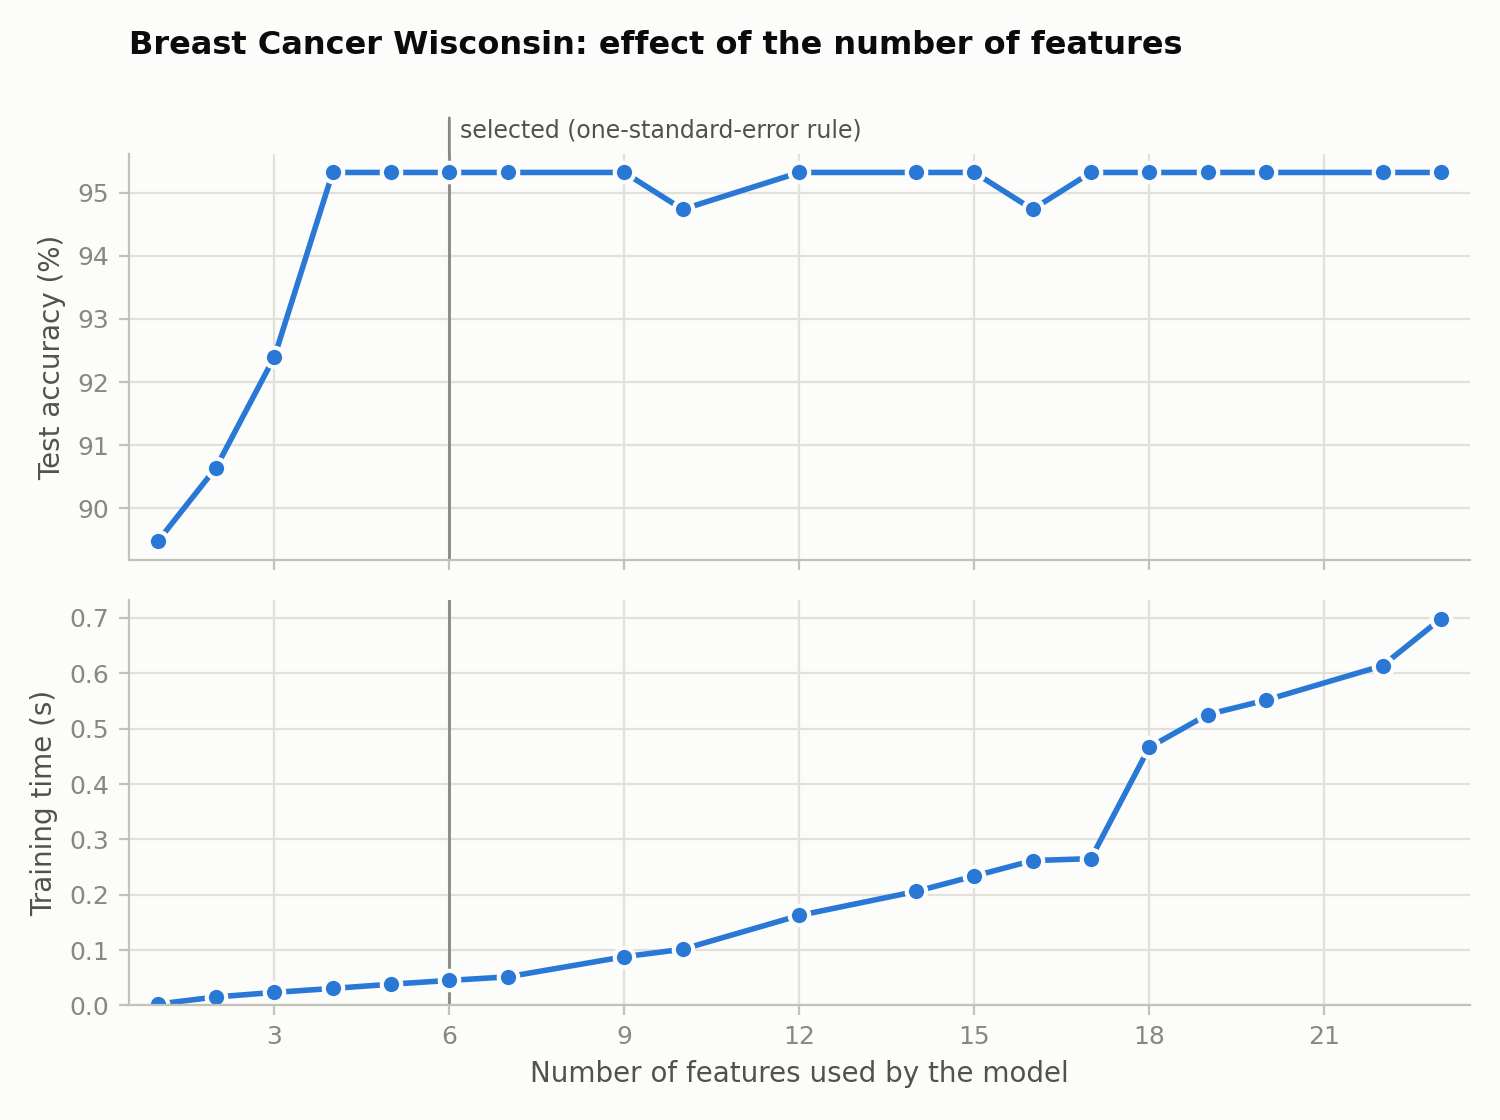 Breast Cancer Wisconsin: effect of the number of features
selected (one-standard-error rule)
Test accuracy (%)
95
94
93
92
91
90
Training time (s)
0.7
0.6
0.5
0.4
0.3
0.2
0.1
0.0
3 6 9 12 15 18 21
Number of features used by the model